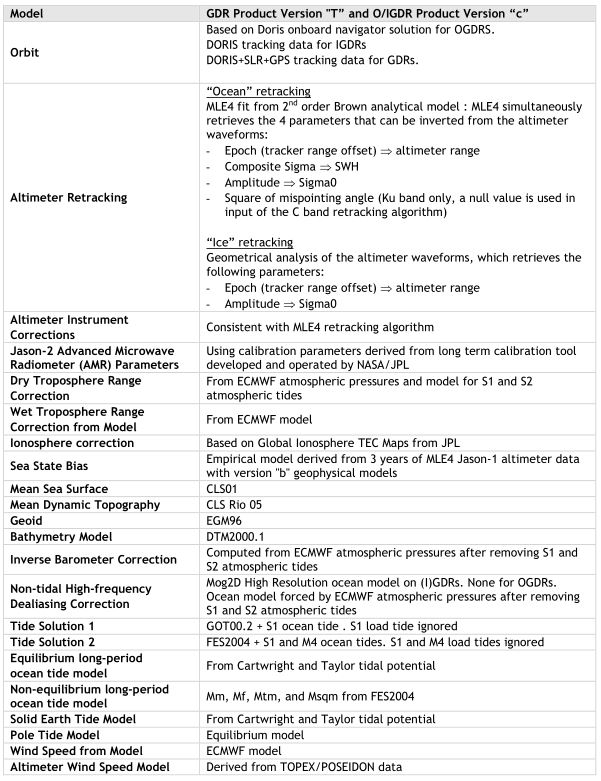 Model GDR Product Version "T" and O/IGDR Product Version “c”
Orbit
Based on Doris onboard navigator solution for OGDRS.
DORIS tracking data for IGDRs
DORIS+SLR+GPS tracking data for GDRs.
Altimeter Retracking
“Ocean” retracking
MLE4 fit from 2nd order Brown analytical model : MLE4 simultaneously
retrieves the 4 parameters that can be inverted from the altimeter
waveforms:
- Epoch (tracker range offset) ⇒ altimeter range
- Composite Sigma ⇒ SWH
- Amplitude ⇒ Sigma0
- Square of mispointing angle (Ku band only, a null value is used in
input of the C band retracking algorithm)
“Ice” retracking
Geometrical analysis of the altimeter waveforms, which retrieves the
following parameters:
- Epoch (tracker range offset) ⇒ altimeter range
- Amplitude ⇒ Sigma0
Altimeter Instrument
Corrections
Consistent with MLE4 retracking algorithm
Jason-2 Advanced Microwave
Radiometer (AMR) Parameters
Using calibration parameters derived from long term calibration tool
developed and operated by NASA/JPL
Dry Troposphere Range
Correction
From ECMWF atmospheric pressures and model for S1 and S2
atmospheric tides
Wet Troposphere Range
Correction from Model
From ECMWF model
Ionosphere correction Based on Global Ionosphere TEC Maps from JPL
Sea State Bias
Empirical model derived from 3 years of MLE4 Jason-1 altimeter data
with version "b" geophysical models
Mean Sea Surface CLS01
Mean Dynamic Topography CLS Rio 05
Geoid EGM96
Bathymetry Model DTM2000.1
Inverse Barometer Correction
Computed from ECMWF atmospheric pressures after removing S1 and
S2 atmospheric tides
Non-tidal High-frequency
Dealiasing Correction
Mog2D High Resolution ocean model on (I)GDRs. None for OGDRs.
Ocean model forced by ECMWF atmospheric pressures after removing
S1 and S2 atmospheric tides
Tide Solution 1 GOT00.2 + S1 ocean tide . S1 load tide ignored
Tide Solution 2 FES2004 + S1 and M4 ocean tides. S1 and M4 load tides ignored
Equilibrium long-period
ocean tide model
From Cartwright and Taylor tidal potential
Non-equilibrium long-period
ocean tide model
Mm, Mf, Mtm, and Msqm from FES2004
Solid Earth Tide Model From Cartwright and Taylor tidal potential
Pole Tide Model Equilibrium model
Wind Speed from Model ECMWF model
Altimeter Wind Speed Model Derived from TOPEX/POSEIDON data